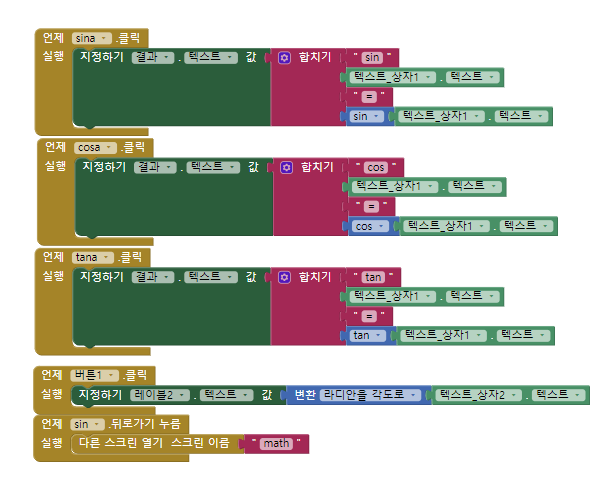 언제 sina .클릭
실행 지정하기 결과 . 텍스트 값 합치기 " sin "
텍스트_상자1 . 텍스트
" = "
sin 텍스트_상자1 . 텍스트
언제 cosa .클릭
실행 지정하기 결과 . 텍스트 값 합치기 " cos "
텍스트_상자1 . 텍스트
" = "
cos 텍스트_상자1 . 텍스트
언제 tana .클릭
실행 지정하기 결과 . 텍스트 값 합치기 " tan "
텍스트_상자1 . 텍스트
" = "
tan 텍스트_상자1 . 텍스트
언제 버튼1 .클릭
실행 지정하기 레이블2 . 텍스트 값 변환 라디안을 각도로 텍스트_상자2 . 텍스트
언제 sin .뒤로가기 누름
실행 다른 스크린 열기 스크린 이름 " math "